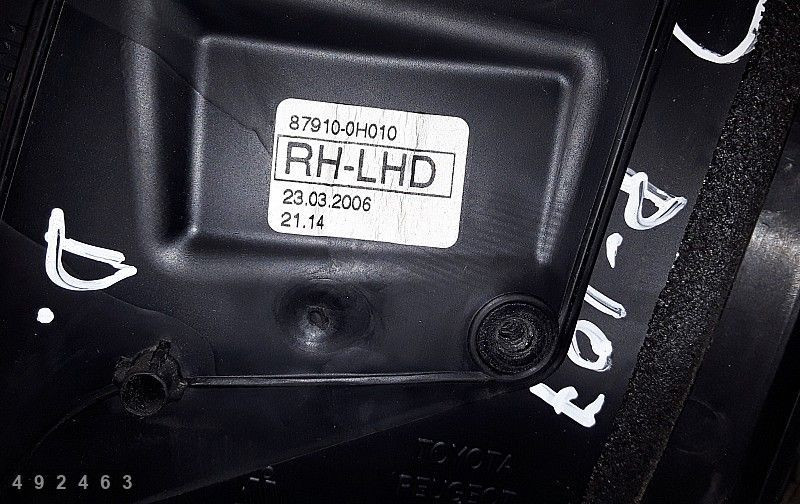 87910-0H010
RH-LHD
23.03.2006
21.14
A-107
D.
TOYOTA
PEUGEOT
492463